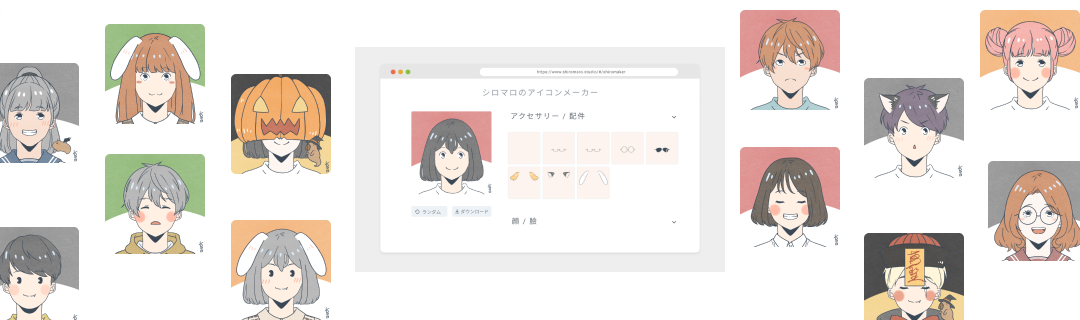 https://www.shiromaro.studio/#/shiromaker
シロマロのアイコンメーカー
アクセサリー / 配件
ランダム
ダウンロード
顔 / 臉